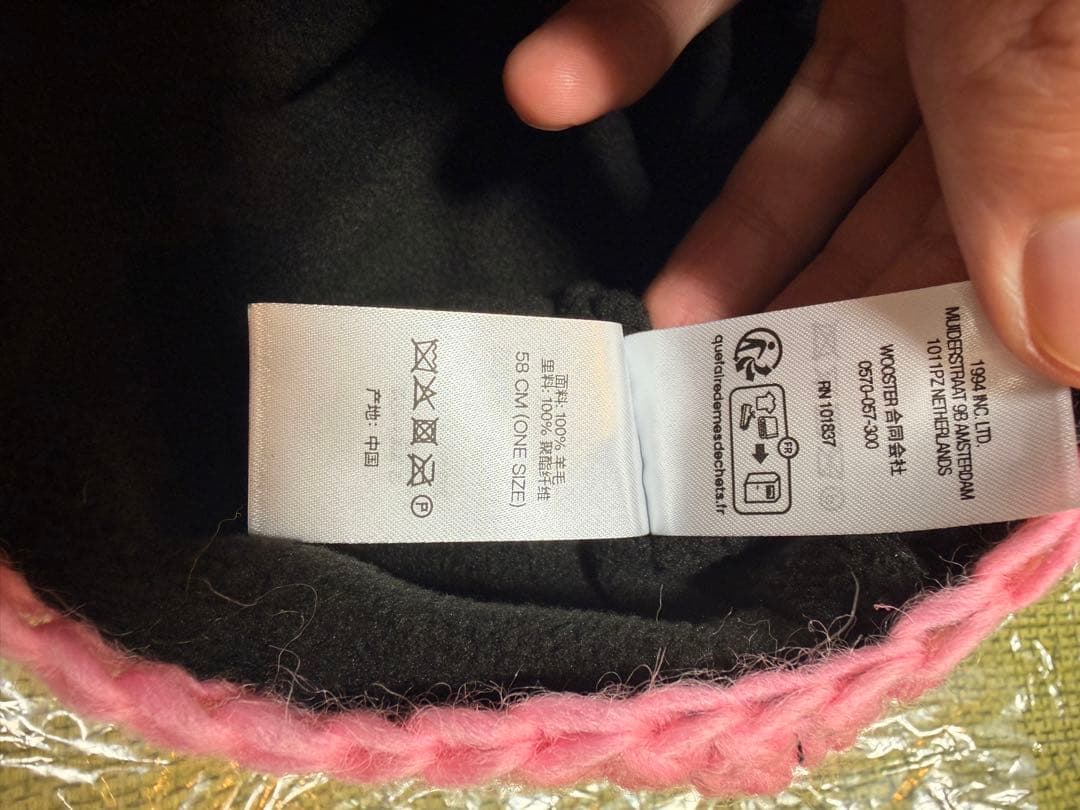 58 CM (ONE SIZE)
面料: 100% 羊毛
里料: 100% 聚酯纤维
P
产地: 中国
1994 INC. LTD.
MUIDERSTRAAT 9B AMSTERDAM
1011PZ NETHERLANDS
WOOSTER 合同会社
0570-057-300
RN 101837
FR
quefairedemesdechets.fr